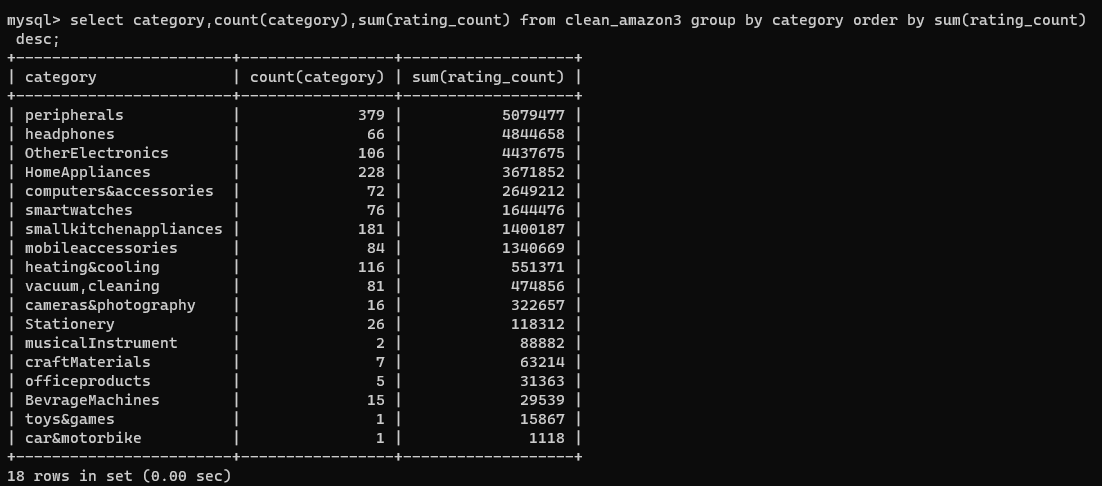 mysql> select category,count(category),sum(rating_count) from clean_amazon3 group by category order by sum(rating_count)
 desc;
+-----------------------+-----------------+-------------------+
| category              | count(category) | sum(rating_count) |
+-----------------------+-----------------+-------------------+
| peripherals           |             379 |           5079477 |
| headphones            |              66 |           4844658 |
| OtherElectronics      |             106 |           4437675 |
| HomeAppliances        |             228 |           3671852 |
| computers&accessories |              72 |           2649212 |
| smartwatches          |              76 |           1644476 |
| smallkitchenappliances |             181 |           1400187 |
| mobileaccessories     |              84 |           1340669 |
| heating&cooling       |             116 |            551371 |
| vacuum,cleaning       |              81 |            474856 |
| cameras&photography   |              16 |            322657 |
| Stationery            |              26 |            118312 |
| musicalInstrument     |               2 |             88882 |
| craftMaterials        |               7 |             63214 |
| officeproducts        |               5 |             31363 |
| BevrageMachines       |              15 |             29539 |
| toys&games            |               1 |             15867 |
| car&motorbike         |               1 |              1118 |
+-----------------------+-----------------+-------------------+
18 rows in set (0.00 sec)